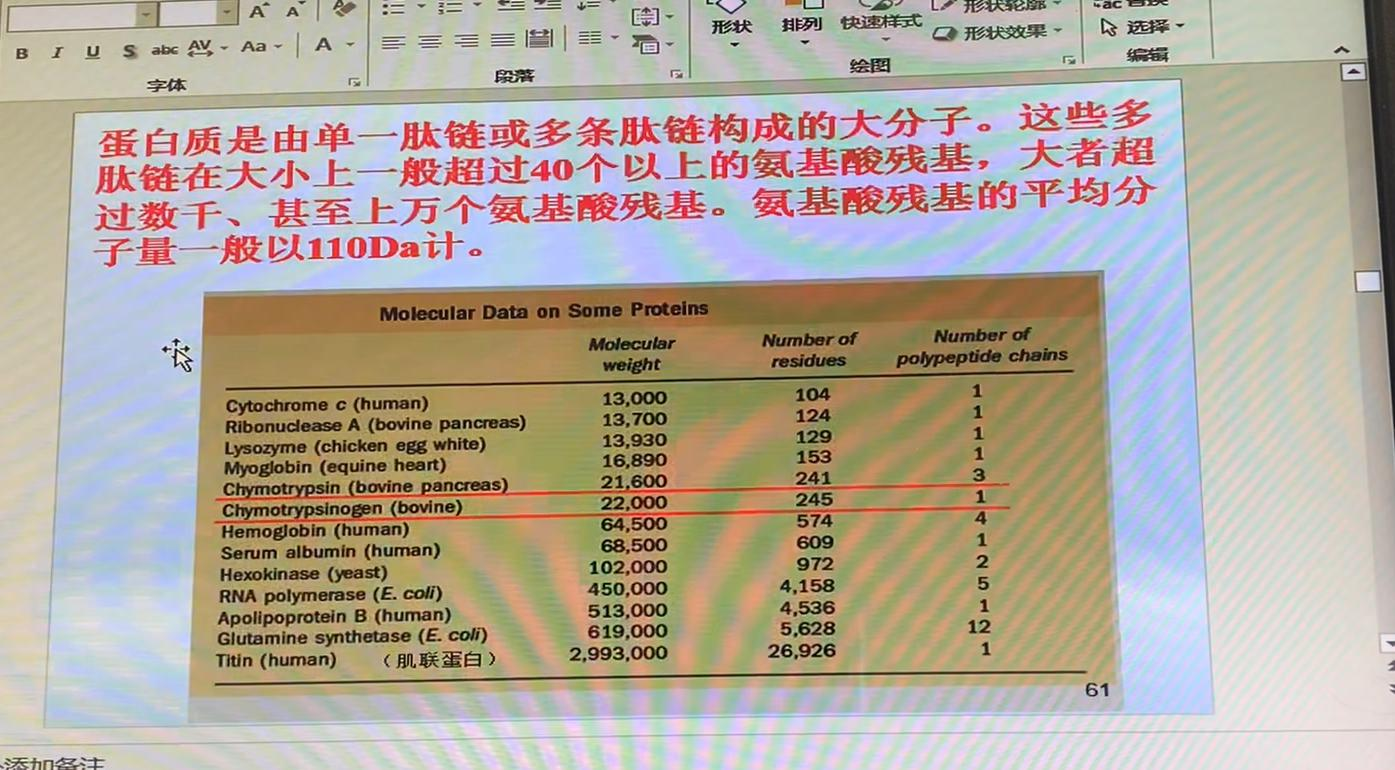 B I U S abc AV Aa A
字体
段落
形状
排列
快速样式
形状轮廓
形状效果
绘图
选择
编辑
蛋白质是由单一肽链或多条肽链构成的大分子。这些多
肽链在大小上一般超过40个以上的氨基酸残基，大者超
过数千、甚至上万个氨基酸残基。氨基酸残基的平均分
子量一般以110Da计。
Molecular Data on Some Proteins
Molecular weight Number of residues Number of polypeptide chains
Cytochrome c (human) 13,000 104 1
Ribonuclease A (bovine pancreas) 13,700 124 1
Lysozyme (chicken egg white) 13,930 129 1
Myoglobin (equine heart) 16,890 153 1
Chymotrypsin (bovine pancreas) 21,600 241 3
Chymotrypsinogen (bovine) 22,000 245 1
Hemoglobin (human) 64,500 574 4
Serum albumin (human) 68,500 609 1
Hexokinase (yeast) 102,000 972 2
RNA polymerase (E. coli) 450,000 4,158 5
Apolipoprotein B (human) 513,000 4,536 1
Glutamine synthetase (E. coli) 619,000 5,628 12
Titin (human) （肌联蛋白） 2,993,000 26,926 1
61
添加备注